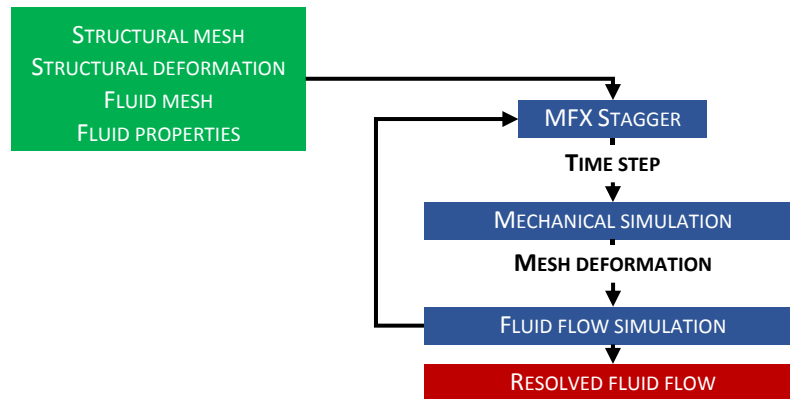 STRUCTURAL MESH
STRUCTURAL DEFORMATION
FLUID MESH
FLUID PROPERTIES
MFX STAGGER
TIME STEP
MECHANICAL SIMULATION
MESH DEFORMATION
FLUID FLOW SIMULATION
RESOLVED FLUID FLOW